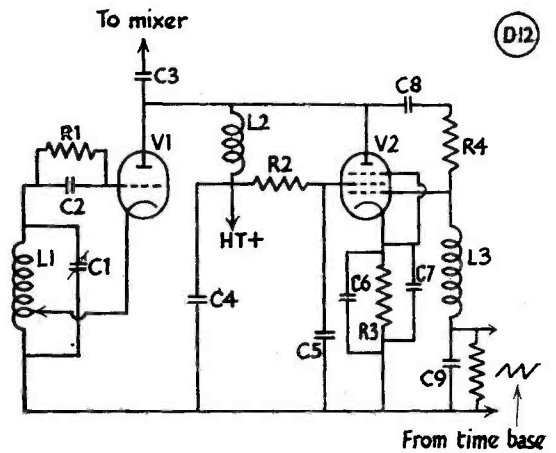 To mixer
D12
C3
C8
V1
L2
V2
R1
R2
R4
C2
HT+
L1
C1
L3
C4
C6
C7
R3
C5
C9
From time base